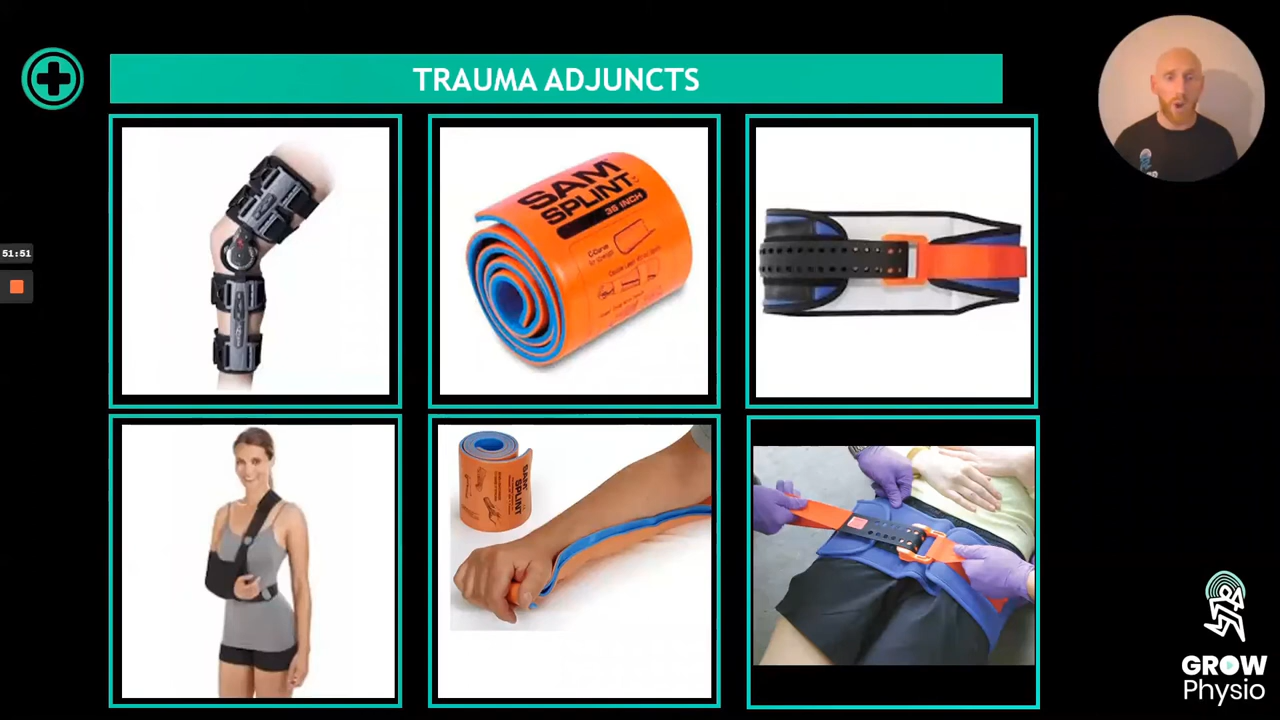 TRAUMA ADJUNCTS
51:51
SAM
SPLINT
36 INCH
SAM
SPLINT
GROW
Physio